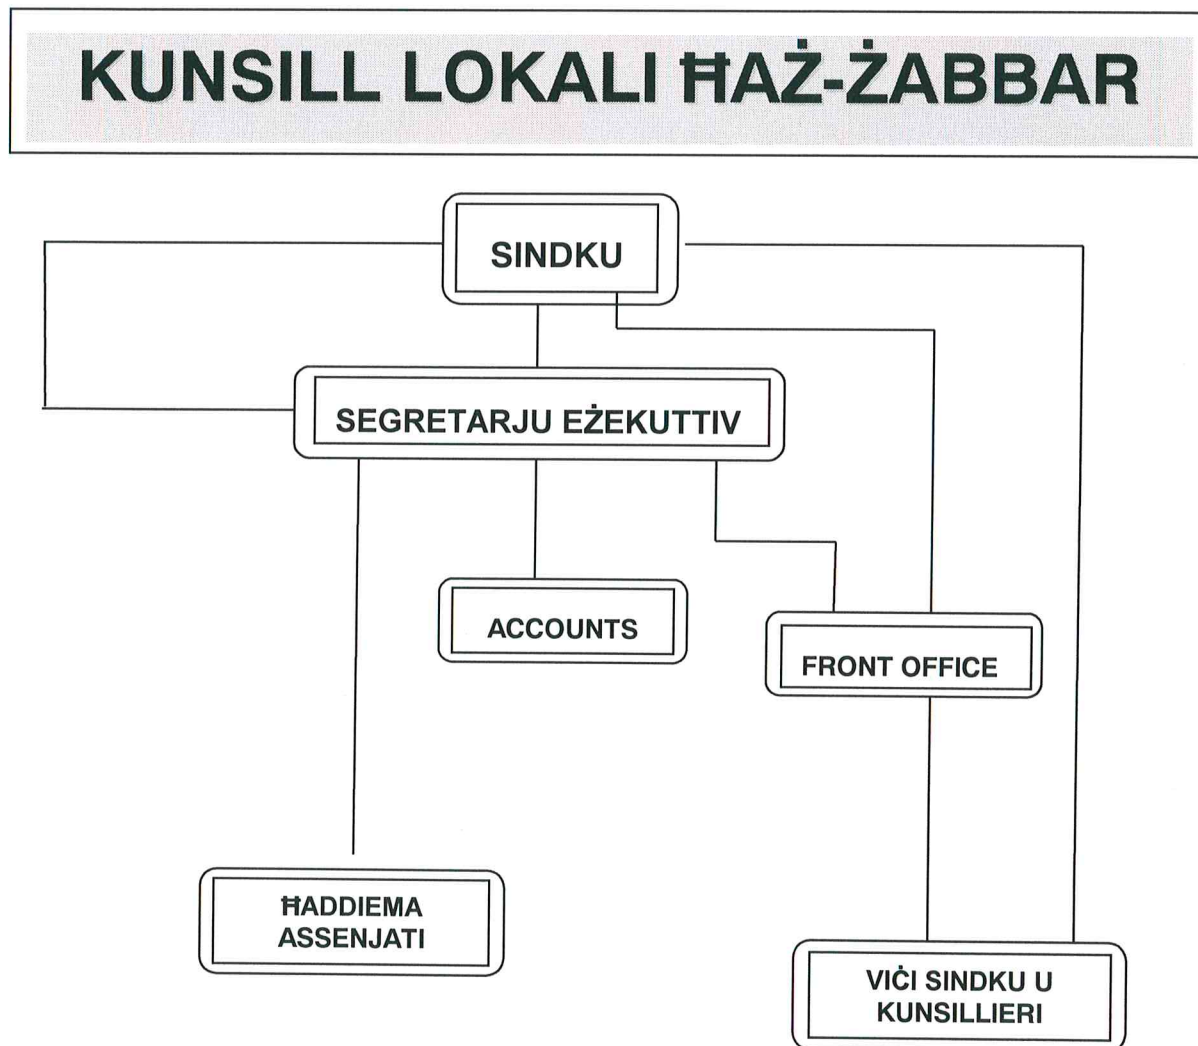 KUNSILL LOKALI ĦAŻ-ŻABBAR
SINDKU
SEGRETARJU EŻEKUTTIV
ACCOUNTS
FRONT OFFICE
ĦADDIEMA
ASSENJATI
VIĊI SINDKU U
KUNSILLIERI